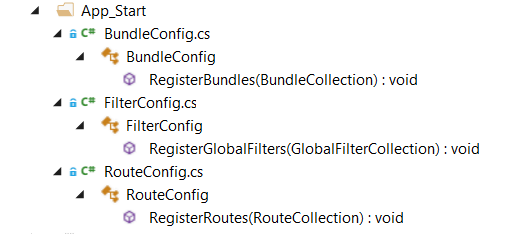 App_Start
C# BundleConfig.cs
BundleConfig
RegisterBundles(BundleCollection) : void
C# FilterConfig.cs
FilterConfig
RegisterGlobalFilters(GlobalFilterCollection) : void
C# RouteConfig.cs
RouteConfig
RegisterRoutes(RouteCollection) : void